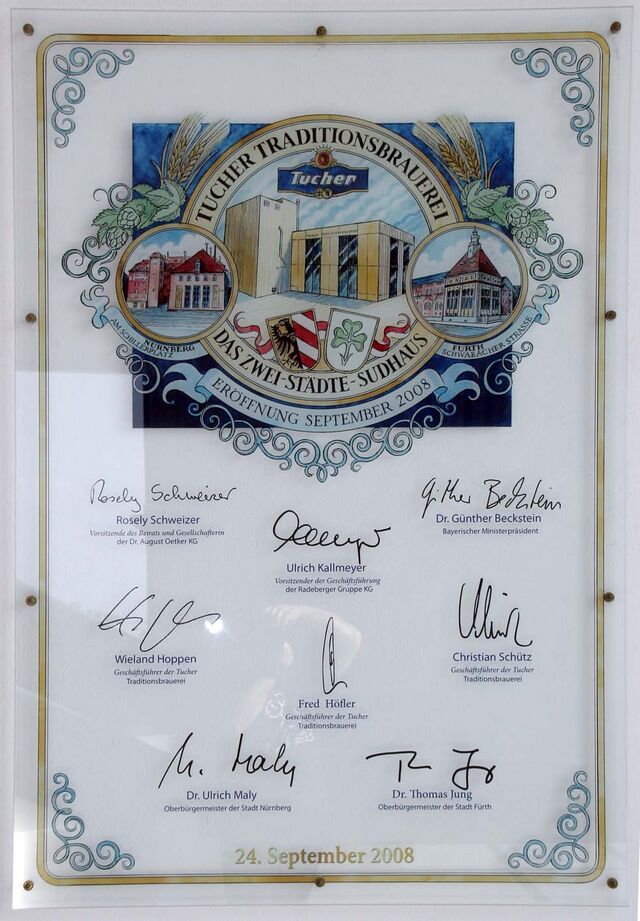 TUCHER TRADITIONSBRAUEREI
Tucher
AM SCHILLERPLATZ
NÜRNBERG
FÜRTH
SCHWABACHER STRASSE
DAS ZWEI-STÄDTE-SUDHAUS
ERÖFFNUNG SEPTEMBER 2008
Rosely Schweizer
Rosely Schweizer
Vorsitzende des Beirats und Gesellschafterin
der Dr. August Oetker KG
Günther Beckstein
Dr. Günther Beckstein
Bayerischer Ministerpräsident
Ulrich Kallmeyer
Vorsitzender der Geschäftsführung
der Radeberger Gruppe KG
Wieland Hoppen
Geschäftsführer der Tucher
Traditionsbrauerei
Christian Schütz
Geschäftsführer der Tucher
Traditionsbrauerei
Fred Höfler
Geschäftsführer der Tucher
Traditionsbrauerei
U. Maly
Dr. Ulrich Maly
Oberbürgermeister der Stadt Nürnberg
Dr. Thomas Jung
Oberbürgermeister der Stadt Fürth
24. September 2008